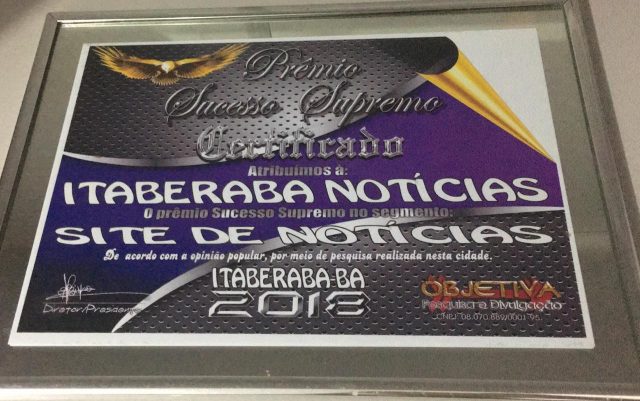 Prêmio
Sucesso Supremo
Certificado
Atribuimos à:
ITABERABA NOTÍCIAS
O prêmio Sucesso Supremo no segmento:
SITE DE NOTÍCIAS
De acordo com a opinião popular, por meio de pesquisa realizada nesta cidade.
ITABERABA-BA
2018
OBJETIVA
Pesquisa e Divulgação
Diretor/Presidente